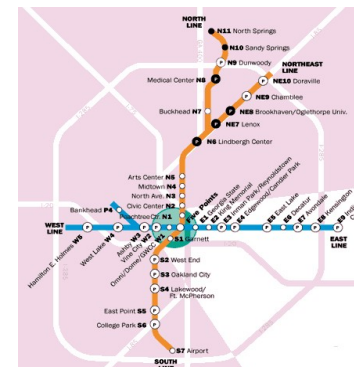 NORTH
LINE
N11 North Springs
N10 Sandy Springs
N9 Dunwoody
NORTHEAST
LINE
Medical Center N8
NE10 Doraville
NE9 Chamblee
Buckhead N7
NE8 Brookhaven/Oglethorpe Univ.
NE7 Lenox
N6 Lindbergh Center
Arts Center N5
Midtown N4
North Ave. N3
Civic Center N2
PeachtreeCtr. N1
Five Points
E1 Georgia State
E2 King Memorial
E3 Inman Park/Reynoldstown
E4 Edgewood/Candler Park
E5 East Lake
E6 Decatur
E7 Avondale
E8 Kensington
E9
Bankhead P4
WEST
LINE
EAST
LINE
Hamilton E. Holmes W5
West Lake W4
Ashby W3
Vine City W2
Omni/Dome/GWCC W1
S1 Garnett
S2 West End
S3 Oakland City
S4 Lakewood/
Ft. McPherson
East Point S5
College Park S6
S7 Airport
SOUTH
LINE